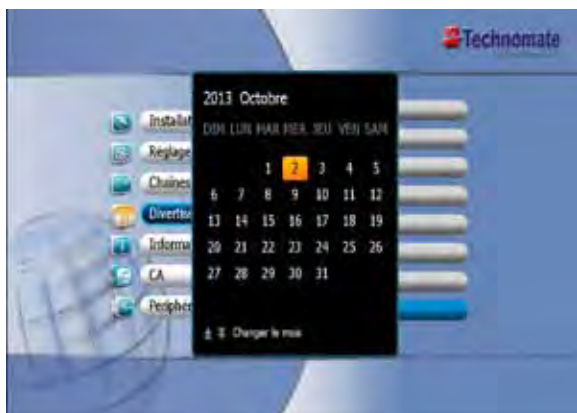 Technomate
2013 Octobre
DIM LUN MAR MER JEU VEN SAM
1 2 3 4 5
6 7 8 9 10 11 12
13 14 15 16 17 18 19
20 21 22 23 24 25 26
27 28 29 30 31
Changer le mois
Installat
Reglage
Chaines
Divertis
Informa
CA
Peripher